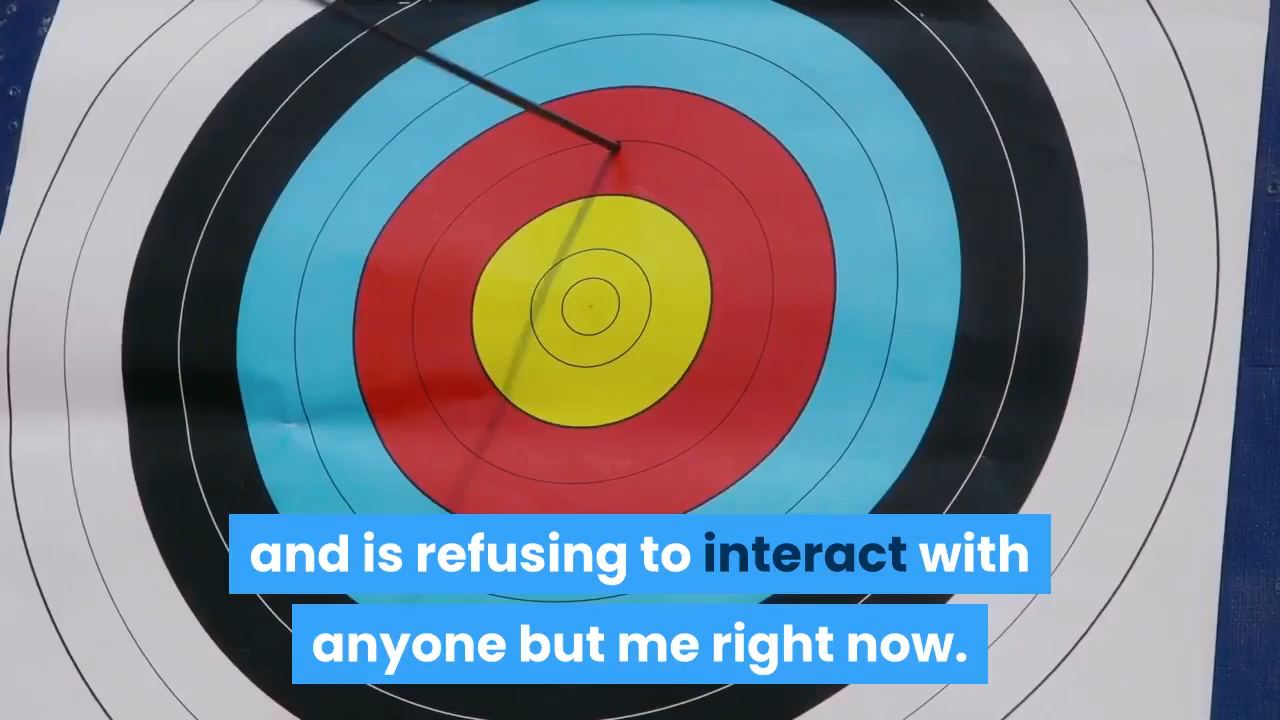 and is refusing to interact with
anyone but me right now.